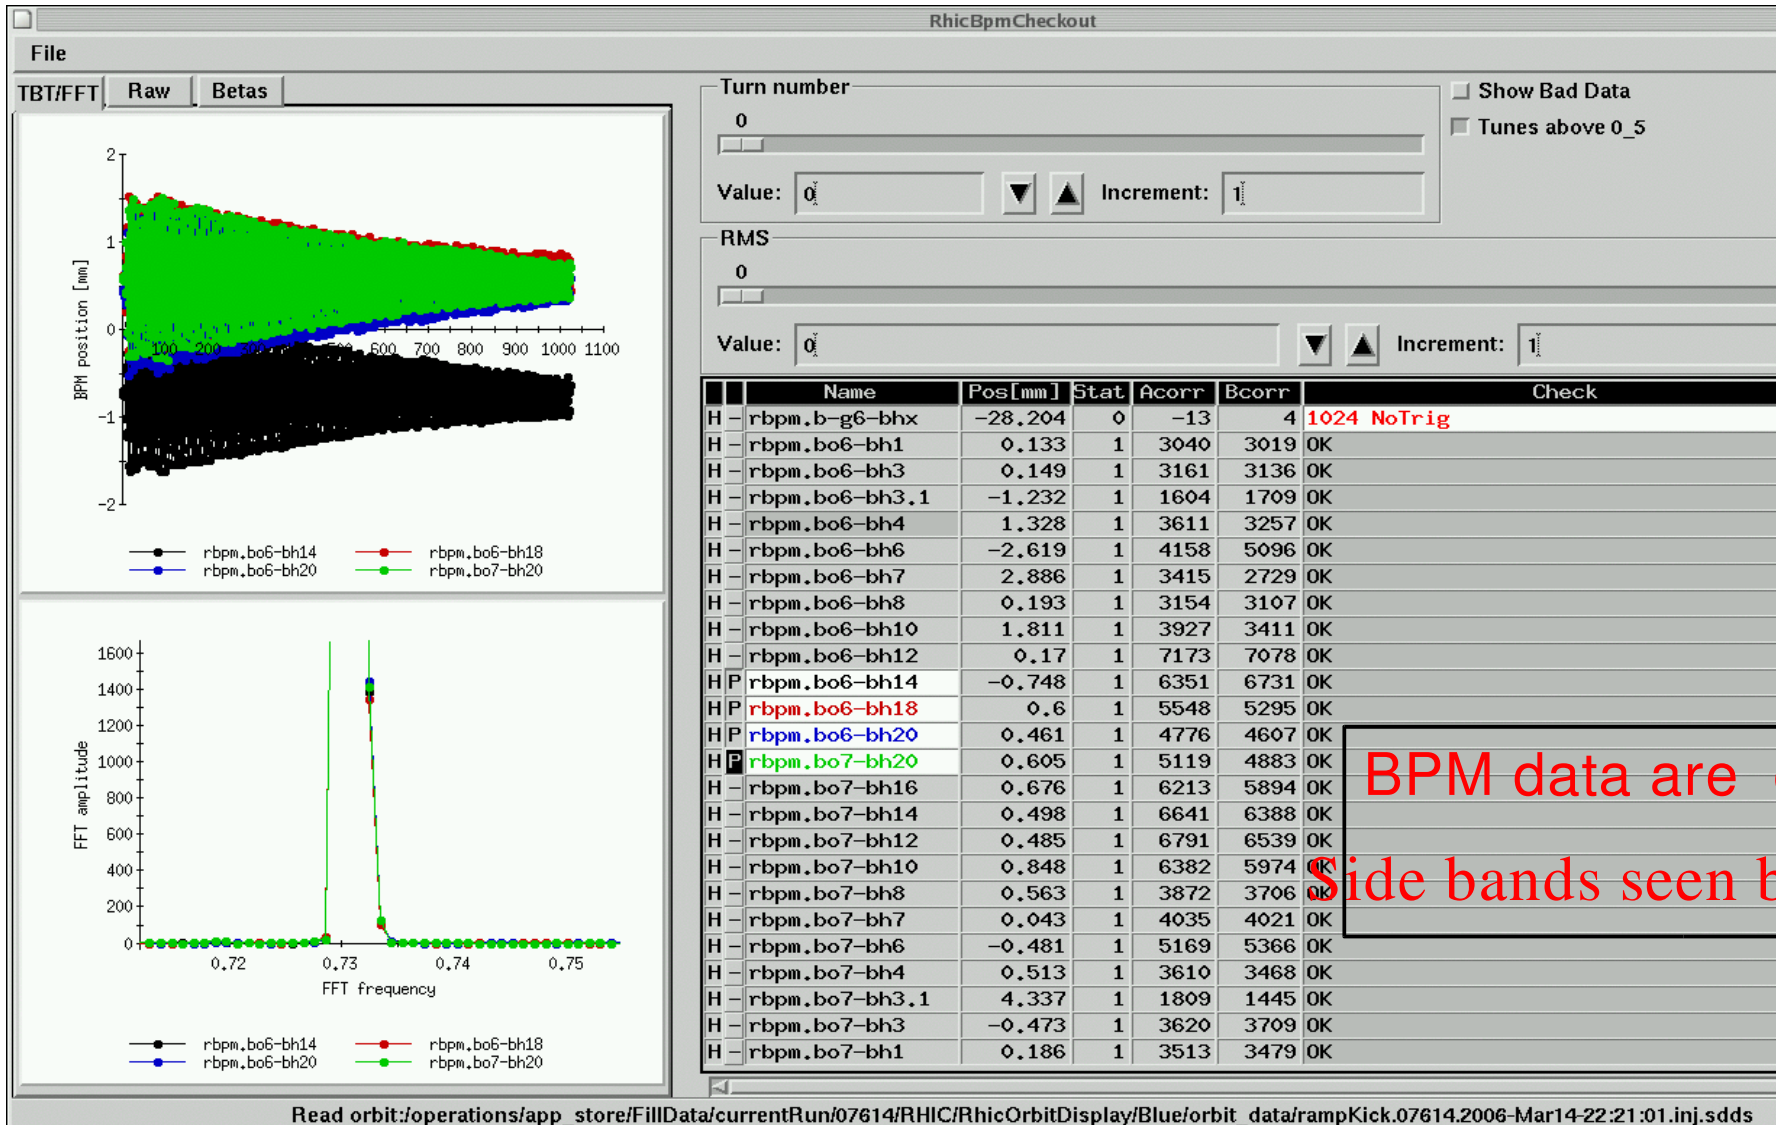 RhicBpmCheckout
File
TBT/FFT Raw Betas
2
1
0
-1
-2
BPM position [mm]
600 700 800 900 1000 1100
rbpm.bo6-bh14 rbpm.bo6-bh18
rbpm.bo6-bh20 rbpm.bo7-bh20
1600
1400
1200
1000
800
600
400
200
0
FFT amplitude
0.72 0.73 0.74 0.75
FFT frequency
rbpm.bo6-bh14 rbpm.bo6-bh18
rbpm.bo6-bh20 rbpm.bo7-bh20
Turn number
0
Value: 0 Increment: 1
Show Bad Data
Tunes above 0_5
RMS
0
Value: 0 Increment: 1
Name Pos[mm] Stat Acorr Bcorr Check
H - rbpm.b-g6-bhx -28.204 0 -13 4 1024 NoTrig
H - rbpm.bo6-bh1 0.133 1 3040 3019 OK
H - rbpm.bo6-bh3 0.149 1 3161 3136 OK
H - rbpm.bo6-bh3.1 -1.232 1 1604 1709 OK
H - rbpm.bo6-bh4 1.328 1 3611 3257 OK
H - rbpm.bo6-bh6 -2.619 1 4158 5096 OK
H - rbpm.bo6-bh7 2.886 1 3415 2729 OK
H - rbpm.bo6-bh8 0.193 1 3154 3107 OK
H - rbpm.bo6-bh10 1.811 1 3927 3411 OK
H - rbpm.bo6-bh12 0.17 1 7173 7078 OK
H P rbpm.bo6-bh14 -0.748 1 6351 6731 OK
H P rbpm.bo6-bh18 0.6 1 5548 5295 OK
H P rbpm.bo6-bh20 0.461 1 4776 4607 OK
H P rbpm.bo7-bh20 0.605 1 5119 4883 OK
H - rbpm.bo7-bh16 0.676 1 6213 5894 OK
H - rbpm.bo7-bh14 0.498 1 6641 6388 OK
H - rbpm.bo7-bh12 0.485 1 6791 6539 OK
H - rbpm.bo7-bh10 0.848 1 6382 5974 OK
H - rbpm.bo7-bh8 0.563 1 3872 3706 OK
H - rbpm.bo7-bh7 0.043 1 4035 4021 OK
H - rbpm.bo7-bh6 -0.481 1 5169 5366 OK
H - rbpm.bo7-bh4 0.513 1 3610 3468 OK
H - rbpm.bo7-bh3.1 4.337 1 1809 1445 OK
H - rbpm.bo7-bh3 -0.473 1 3620 3709 OK
H - rbpm.bo7-bh1 0.186 1 3513 3479 OK
BPM data are
Side bands seen
Read orbit:/operations/app_store/FillData/currentRun/07614/RHIC/RhicOrbitDisplay/Blue/orbit_data/rampKick.07614.2006-Mar14-22:21:01.inj.sdds